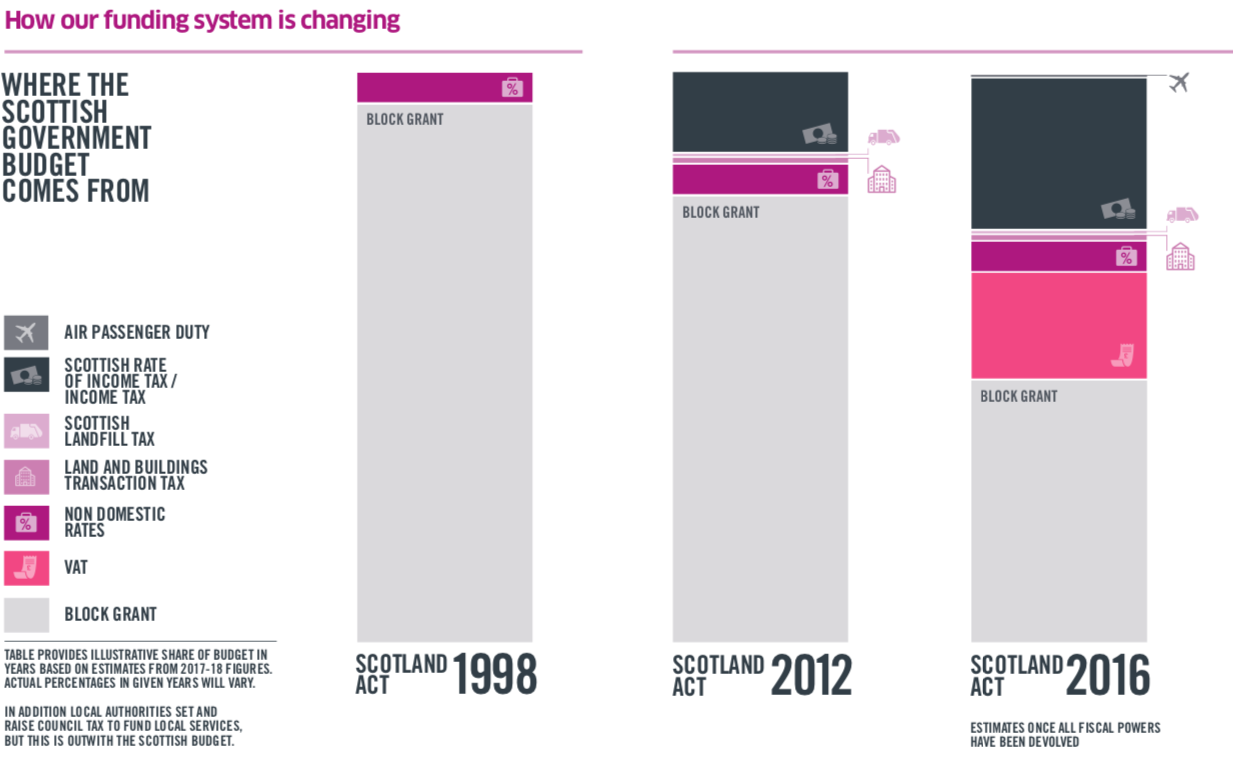 How our funding system is changing
WHERE THE
SCOTTISH
GOVERNMENT
BUDGET
COMES FROM
AIR PASSENGER DUTY
SCOTTISH RATE
OF INCOME TAX /
INCOME TAX
SCOTTISH
LANDFILL TAX
LAND AND BUILDINGS
TRANSACTION TAX
%
NON DOMESTIC
RATES
VAT
BLOCK GRANT
TABLE PROVIDES ILLUSTRATIVE SHARE OF BUDGET IN
YEARS BASED ON ESTIMATES FROM 2017-18 FIGURES.
ACTUAL PERCENTAGES IN GIVEN YEARS WILL VARY.
IN ADDITION LOCAL AUTHORITIES SET AND
RAISE COUNCIL TAX TO FUND LOCAL SERVICES,
BUT THIS IS OUTWITH THE SCOTTISH BUDGET.
%
BLOCK GRANT
SCOTLAND
ACT 1998
%
BLOCK GRANT
SCOTLAND
ACT 2012
%
BLOCK GRANT
SCOTLAND
ACT 2016
ESTIMATES ONCE ALL FISCAL POWERS
HAVE BEEN DEVOLVED